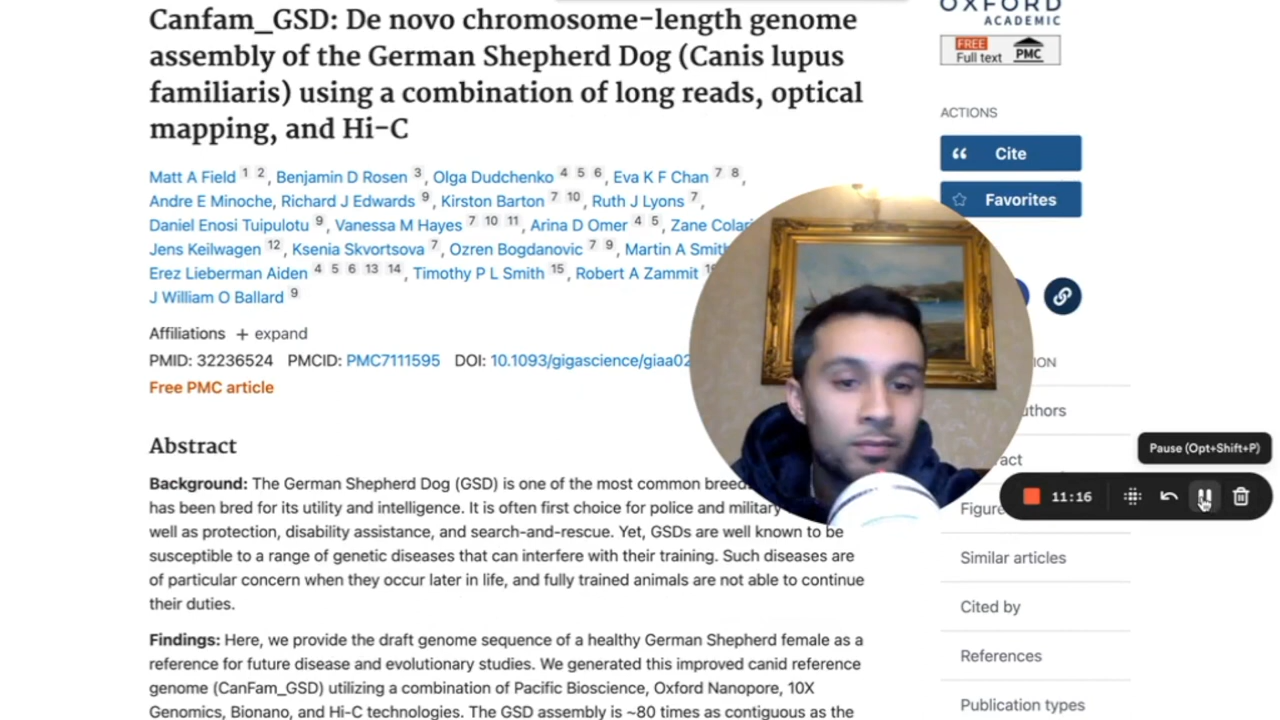 Canfam_GSD: De novo chromosome-length genome
assembly of the German Shepherd Dog (Canis lupus
familiaris) using a combination of long reads, optical
mapping, and Hi-C
Matt A Field 1 2, Benjamin D Rosen 3, Olga Dudchenko 4 5 6, Eva K F Chan 7 8,
Andre E Minoche, Richard J Edwards 9, Kirston Barton 7 10, Ruth J Lyons 7,
Daniel Enosi Tuipulotu 9, Vanessa M Hayes 7 10 11, Arina D Omer 4 5, Zane
Jens Keilwagen 12, Ksenia Skvortsova 7, Ozren Bogdanovic 7 9, Martin A
Erez Lieberman Aiden 4 5 6 13 14, Timothy P L Smith 15, Robert A Zammit
J William O Ballard 9
Affiliations + expand
PMID: 32236524 PMCID: PMC7111595 DOI: 10.1093/gigascience/giaa02
Free PMC article
Abstract
Background: The German Shepherd Dog (GSD) is one of the most common
has been bred for its utility and intelligence. It is often first choice for police and military
well as protection, disability assistance, and search-and-rescue. Yet, GSDs are well known to be
susceptible to a range of genetic diseases that can interfere with their training. Such diseases are
of particular concern when they occur later in life, and fully trained animals are not able to continue
their duties.
Findings: Here, we provide the draft genome sequence of a healthy German Shepherd female as a
reference for future disease and evolutionary studies. We generated this improved canid reference
genome (CanFam_GSD) utilizing a combination of Pacific Bioscience, Oxford Nanopore, 10X
Genomics, Bionano, and Hi-C technologies. The GSD assembly is ~80 times as contiguous as the
OXFORD
ACADEMIC
FREE
Full text PMC
ACTIONS
Cite
Favorites
Pause (Opt+Shift+P)
11:16
Similar articles
Cited by
References
Publication types